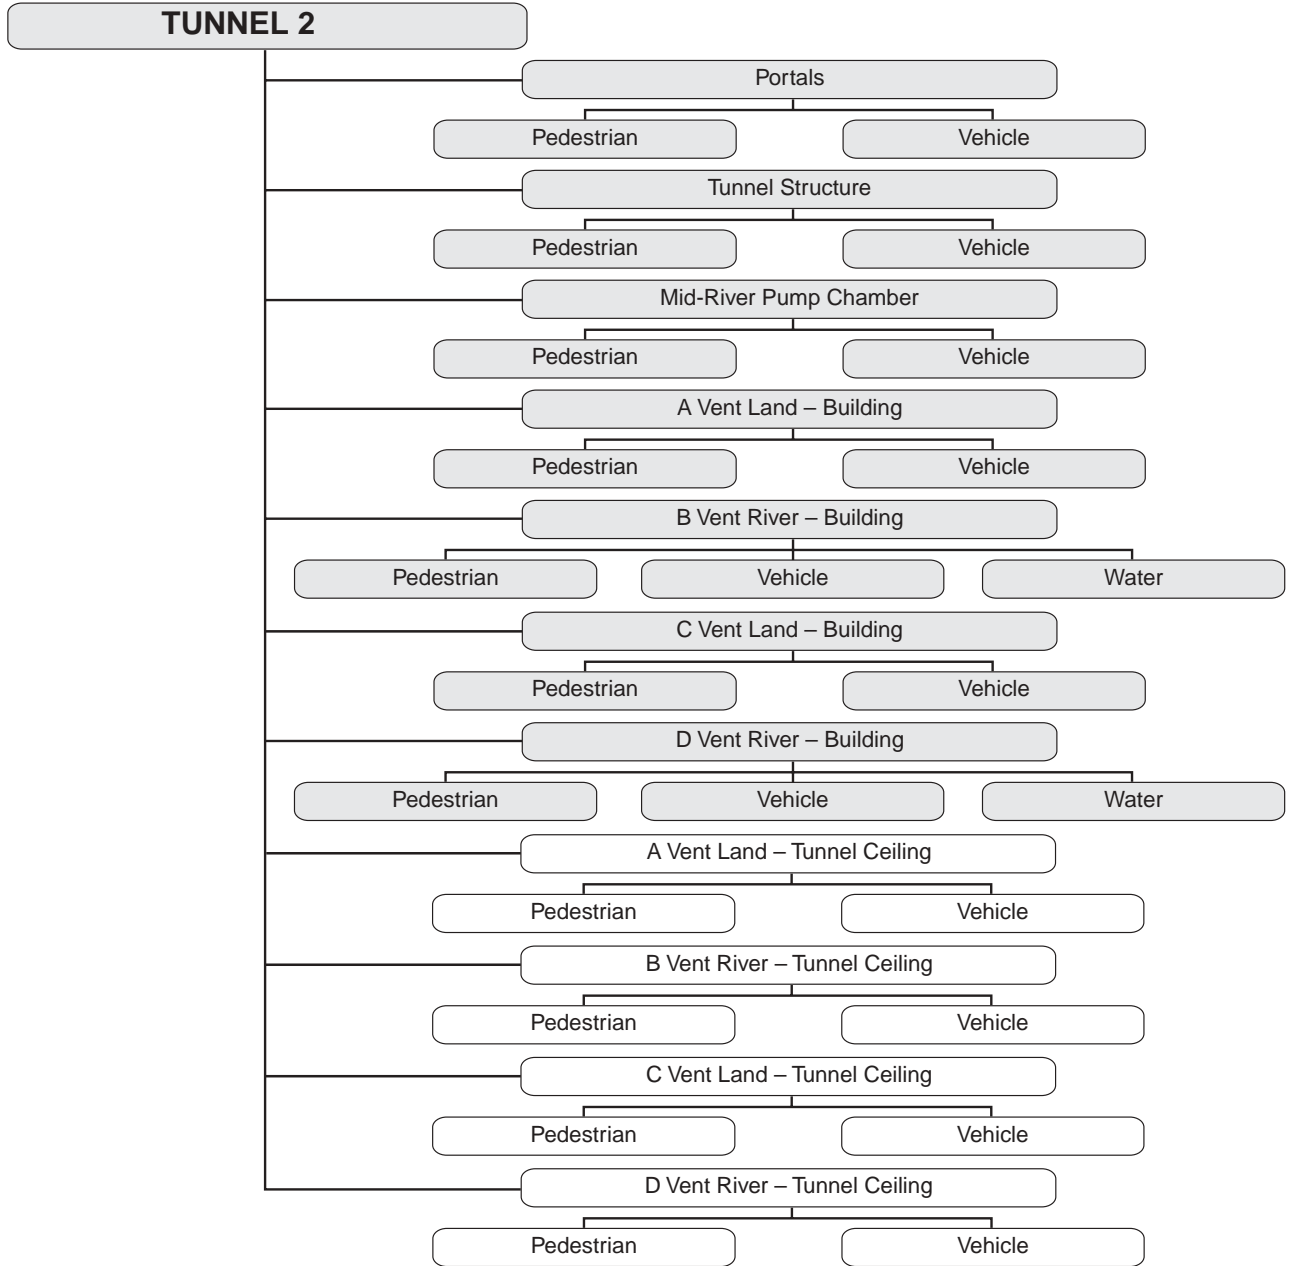 TUNNEL 2
Portals
Pedestrian Vehicle
Tunnel Structure
Pedestrian Vehicle
Mid-River Pump Chamber
Pedestrian Vehicle
A Vent Land – Building
Pedestrian Vehicle
B Vent River – Building
Pedestrian Vehicle Water
C Vent Land – Building
Pedestrian Vehicle
D Vent River – Building
Pedestrian Vehicle Water
A Vent Land – Tunnel Ceiling
Pedestrian Vehicle
B Vent River – Tunnel Ceiling
Pedestrian Vehicle
C Vent Land – Tunnel Ceiling
Pedestrian Vehicle
D Vent River – Tunnel Ceiling
Pedestrian Vehicle